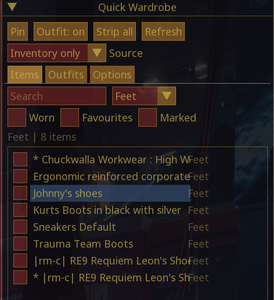 Quick Wardrobe
Pin Outfit: on Strip all Refresh
Inventory only Source
Items Outfits Options
Search Feet
Worn Favourites Marked
Feet | 8 items
* Chuckwalla Workwear : High W Feet
Ergonomic reinforced corporate Feet
Johnny's shoes Feet
Kurts Boots in black with silver Feet
Sneakers Default Feet
Trauma Team Boots Feet
|rm-c| RE9 Requiem Leon's Sho Feet
* |rm-c| RE9 Requiem Leon's Sh Feet